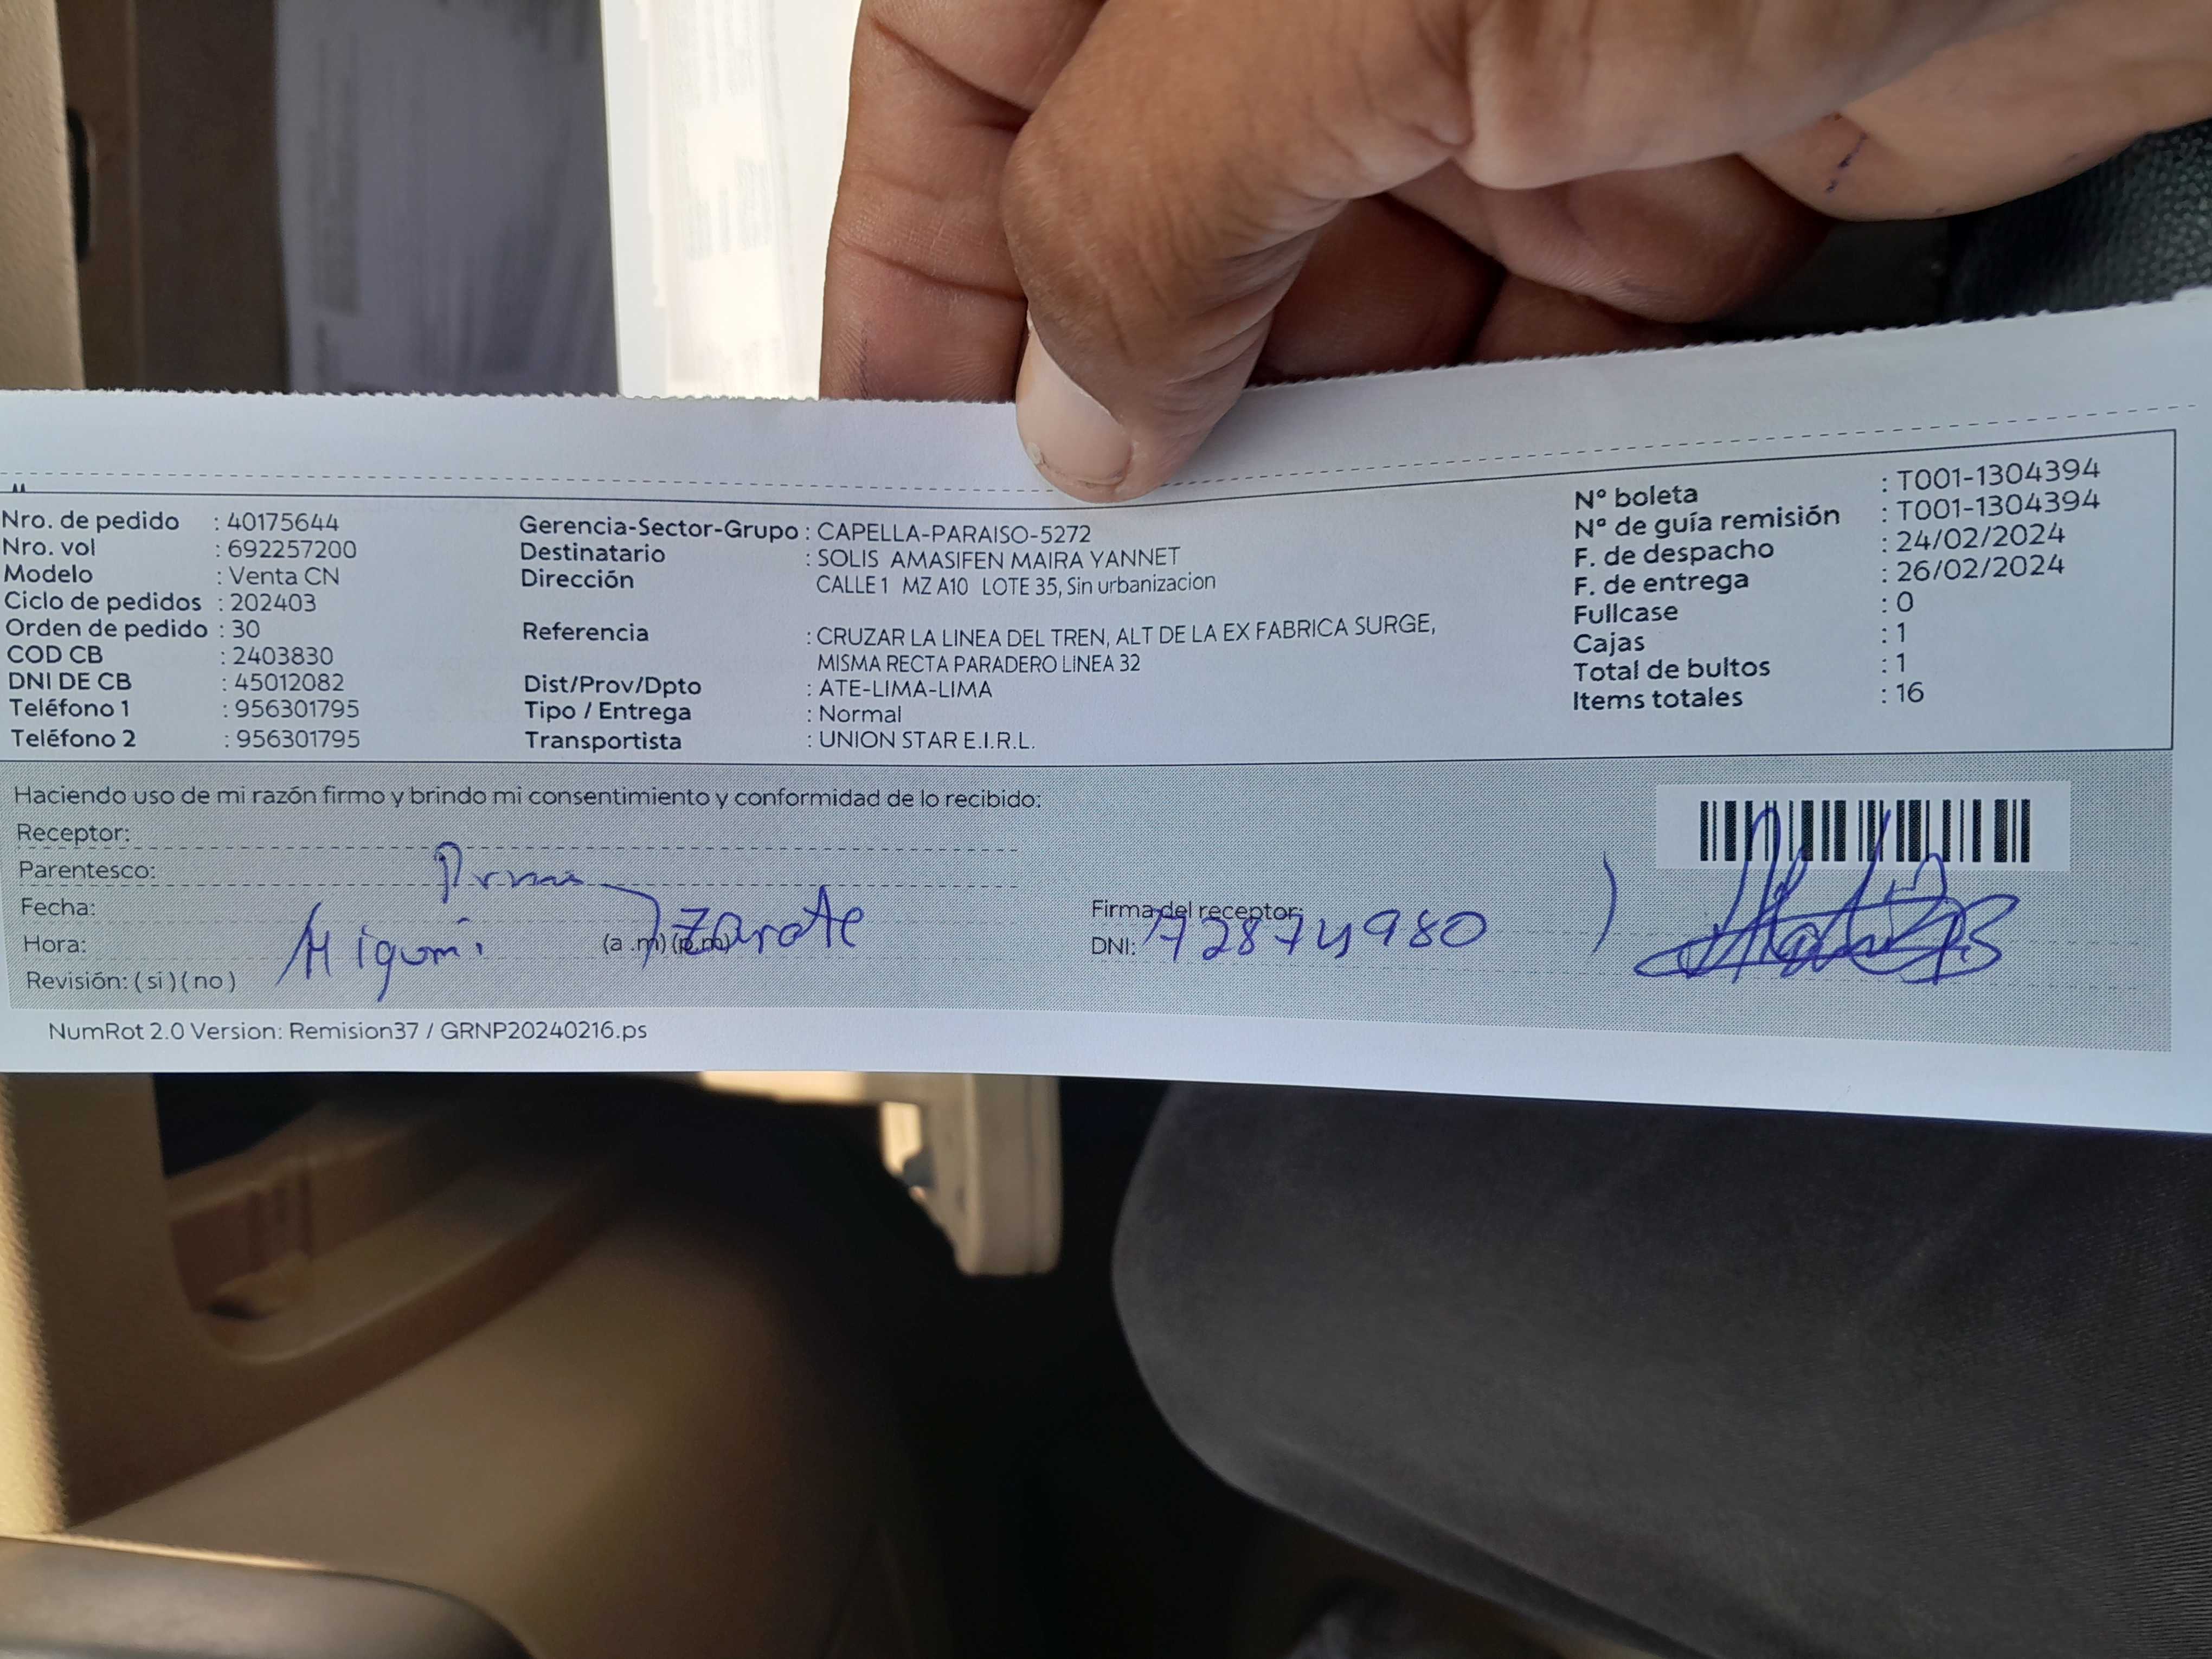 Nro. de pedido : 40175644
Nro. vol : 692257200
Modelo : Venta CN
Ciclo de pedidos : 202403
Orden de pedido : 30
COD CB : 2403830
DNI DE CB : 45012082
Teléfono 1 : 956301795
Teléfono 2 : 956301795
Gerencia-Sector-Grupo : CAPELLA-PARAISO-5272
Destinatario : SOLIS AMASIFEN MAIRA YANNET
Dirección CALLE 1 MZ A10 LOTE 35, Sin urbanizacion
Referencia : CRUZAR LA LINEA DEL TREN, ALT DE LA EX FABRICA SURGE,
MISMA RECTA PARADERO LINEA 32
Dist/Prov/Dpto : ATE-LIMA-LIMA
Tipo / Entrega : Normal
Transportista : UNION STAR E.I.R.L.
Nº boleta : T001-1304394
Nº de guía remisión : T001-1304394
F. de despacho : 24/02/2024
F. de entrega : 26/02/2024
Fullcase : 0
Cajas : 1
Total de bultos : 1
Items totales : 16
Haciendo uso de mi razón firmo y brindo mi consentimiento y conformidad de lo recibido:
Receptor:
Parentesco:
Fecha:
Hora: (a .m) (p.m) Zarate
Revisión: ( si ) ( no )
Firma del receptor:
DNI: 72874980
NumRot 2.0 Version: Remision37 / GRNP20240216.ps